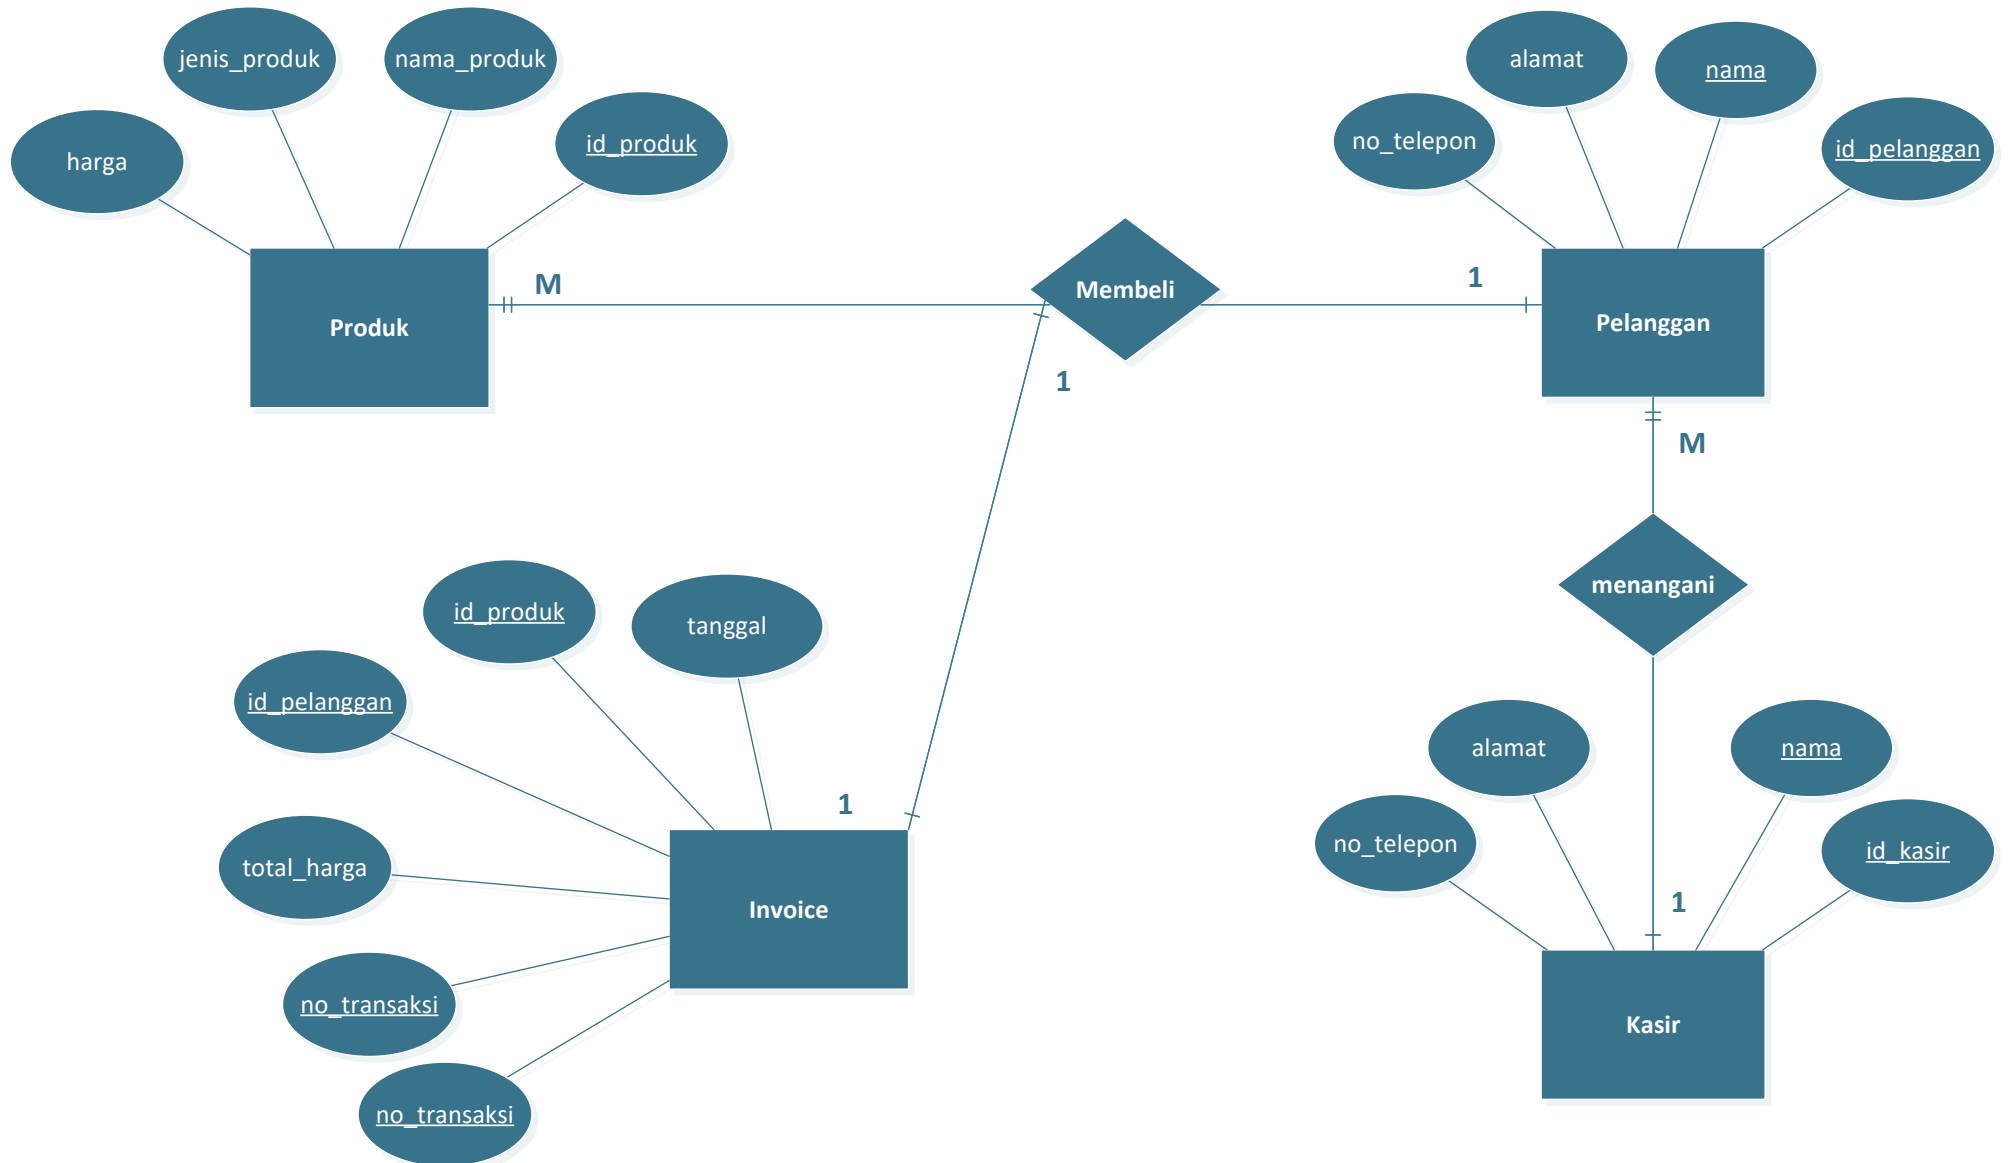 jenis_produk
nama_produk
harga
id_produk
Produk
M
Membeli
1
1
alamat
nama
no_telepon
id_pelanggan
Pelanggan
M
menangani
id_produk
tanggal
id_pelanggan
total_harga
1
Invoice
no_transaksi
no_transaksi
alamat
nama
no_telepon
id_kasir
1
Kasir